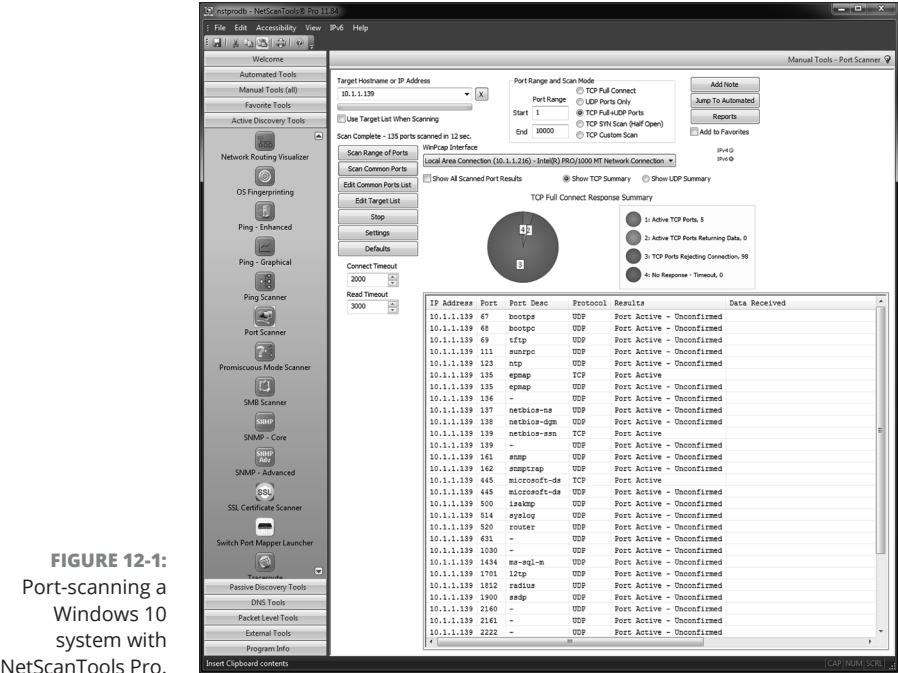 nstprodb - NetScanTools® Pro 11.84
File Edit Accessibility View IPv6 Help
Welcome
Manual Tools - Port Scanner
Automated Tools
Manual Tools (all)
Favorite Tools
Active Discovery Tools
Network Routing Visualizer
OS Fingerprinting
Ping - Enhanced
Ping - Graphical
Ping Scanner
Port Scanner
Promiscuous Mode Scanner
SMB Scanner
SNMP
SNMP - Core
SNMP Adv
SNMP - Advanced
SSL
SSL Certificate Scanner
Switch Port Mapper Launcher
Traceroute
Passive Discovery Tools
DNS Tools
Packet Level Tools
External Tools
Program Info
Target Hostname or IP Address
10.1.1.139
X
Use Target List When Scanning
Scan Complete - 135 ports scanned in 12 sec.
Port Range and Scan Mode
Port Range
Start 1
End 10000
TCP Full Connect
UDP Ports Only
TCP Full+UDP Ports
TCP SYN Scan (Half Open)
TCP Custom Scan
Add Note
Jump To Automated
Reports
Add to Favorites
IPv4
IPv6
WinPcap Interface
Local Area Connection (10.1.1.216) - Intel(R) PRO/1000 MT Network Connection
Scan Range of Ports
Scan Common Ports
Edit Common Ports List
Edit Target List
Stop
Settings
Defaults
Connect Timeout
2000
Read Timeout
3000
Show All Scanned Port Results
Show TCP Summary
Show UDP Summary
TCP Full Connect Response Summary
4
2
3
1: Active TCP Ports, 5
2: Active TCP Ports Returning Data, 0
3: TCP Ports Rejecting Connection, 98
4: No Response - Timeout, 0
IP Address Port Port Desc Protocol Results Data Received
10.1.1.139 67 bootps UDP Port Active - Unconfirmed
10.1.1.139 68 bootpc UDP Port Active - Unconfirmed
10.1.1.139 69 tftp UDP Port Active - Unconfirmed
10.1.1.139 111 sunrpc UDP Port Active - Unconfirmed
10.1.1.139 123 ntp UDP Port Active - Unconfirmed
10.1.1.139 135 epmap TCP Port Active
10.1.1.139 135 epmap UDP Port Active - Unconfirmed
10.1.1.139 136 - UDP Port Active - Unconfirmed
10.1.1.139 137 netbios-ns UDP Port Active - Unconfirmed
10.1.1.139 138 netbios-dgm UDP Port Active - Unconfirmed
10.1.1.139 139 netbios-ssn TCP Port Active
10.1.1.139 139 - UDP Port Active - Unconfirmed
10.1.1.139 161 snmp UDP Port Active - Unconfirmed
10.1.1.139 162 snmptrap UDP Port Active - Unconfirmed
10.1.1.139 445 microsoft-ds TCP Port Active
10.1.1.139 445 microsoft-ds UDP Port Active - Unconfirmed
10.1.1.139 500 isakmp UDP Port Active - Unconfirmed
10.1.1.139 514 syslog UDP Port Active - Unconfirmed
10.1.1.139 520 router UDP Port Active - Unconfirmed
10.1.1.139 631 - UDP Port Active - Unconfirmed
10.1.1.139 1030 - UDP Port Active - Unconfirmed
10.1.1.139 1434 ms-sql-m UDP Port Active - Unconfirmed
10.1.1.139 1701 l2tp UDP Port Active - Unconfirmed
10.1.1.139 1812 radius UDP Port Active - Unconfirmed
10.1.1.139 1900 ssdp UDP Port Active - Unconfirmed
10.1.1.139 2160 - UDP Port Active - Unconfirmed
10.1.1.139 2161 - UDP Port Active - Unconfirmed
10.1.1.139 2222 - UDP Port Active - Unconfirmed
Insert Clipboard contents
CAP NUM SCRL
FIGURE 12-1:
Port-scanning a
Windows 10
system with
NetScanTools Pro.